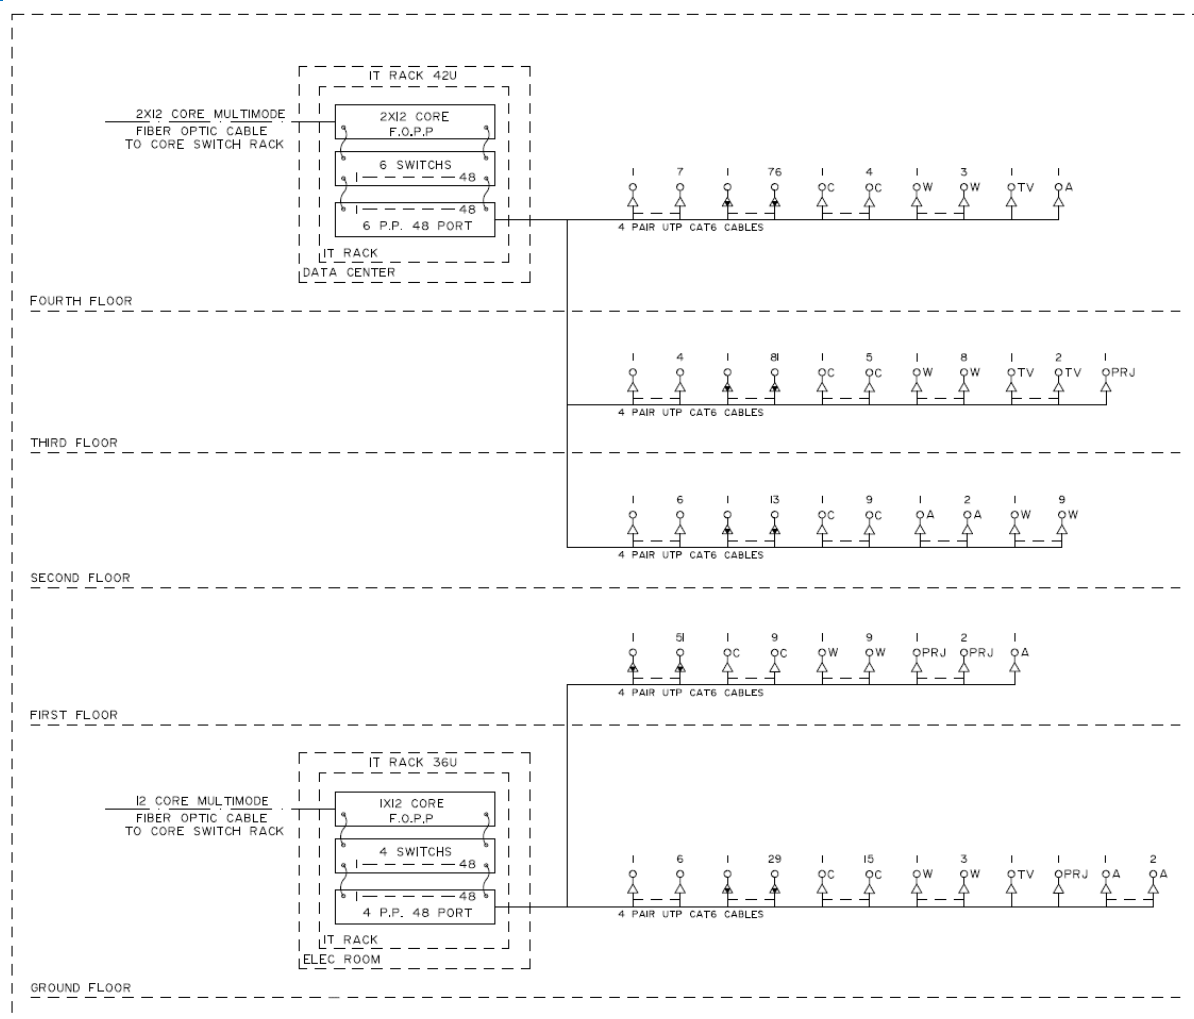 IT RACK 42U
2X12 CORE MULTIMODE
FIBER OPTIC CABLE
TO CORE SWITCH RACK
2X12 CORE
F.O.P.P
6 SWITCHS
1 48
1 48
6 P.P. 48 PORT
IT RACK
DATA CENTER
1 7 1 76 1 4 1 3 1 1
C C W W TV A
4 PAIR UTP CAT6 CABLES
FOURTH FLOOR
1 4 1 81 1 5 1 8 1 2 1
C C W W TV TV PRJ
4 PAIR UTP CAT6 CABLES
THIRD FLOOR
1 6 1 13 1 9 1 2 1 9
C C A A W W
4 PAIR UTP CAT6 CABLES
SECOND FLOOR
1 51 1 9 1 9 1 2 1
C C W W PRJ PRJ A
4 PAIR UTP CAT6 CABLES
FIRST FLOOR
IT RACK 36U
12 CORE MULTIMODE
FIBER OPTIC CABLE
TO CORE SWITCH RACK
1X12 CORE
F.O.P.P
4 SWITCHS
1 48
1 48
4 P.P. 48 PORT
IT RACK
ELEC ROOM
1 6 1 29 1 15 1 3 1 1 1 2
C C W W TV PRJ A A
4 PAIR UTP CAT6 CABLES
GROUND FLOOR